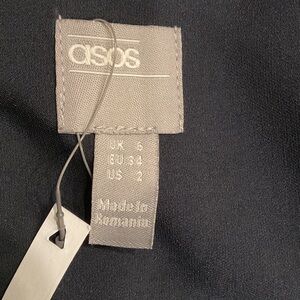 asos
UK 6
EU 34
US 2
Made in
Romania